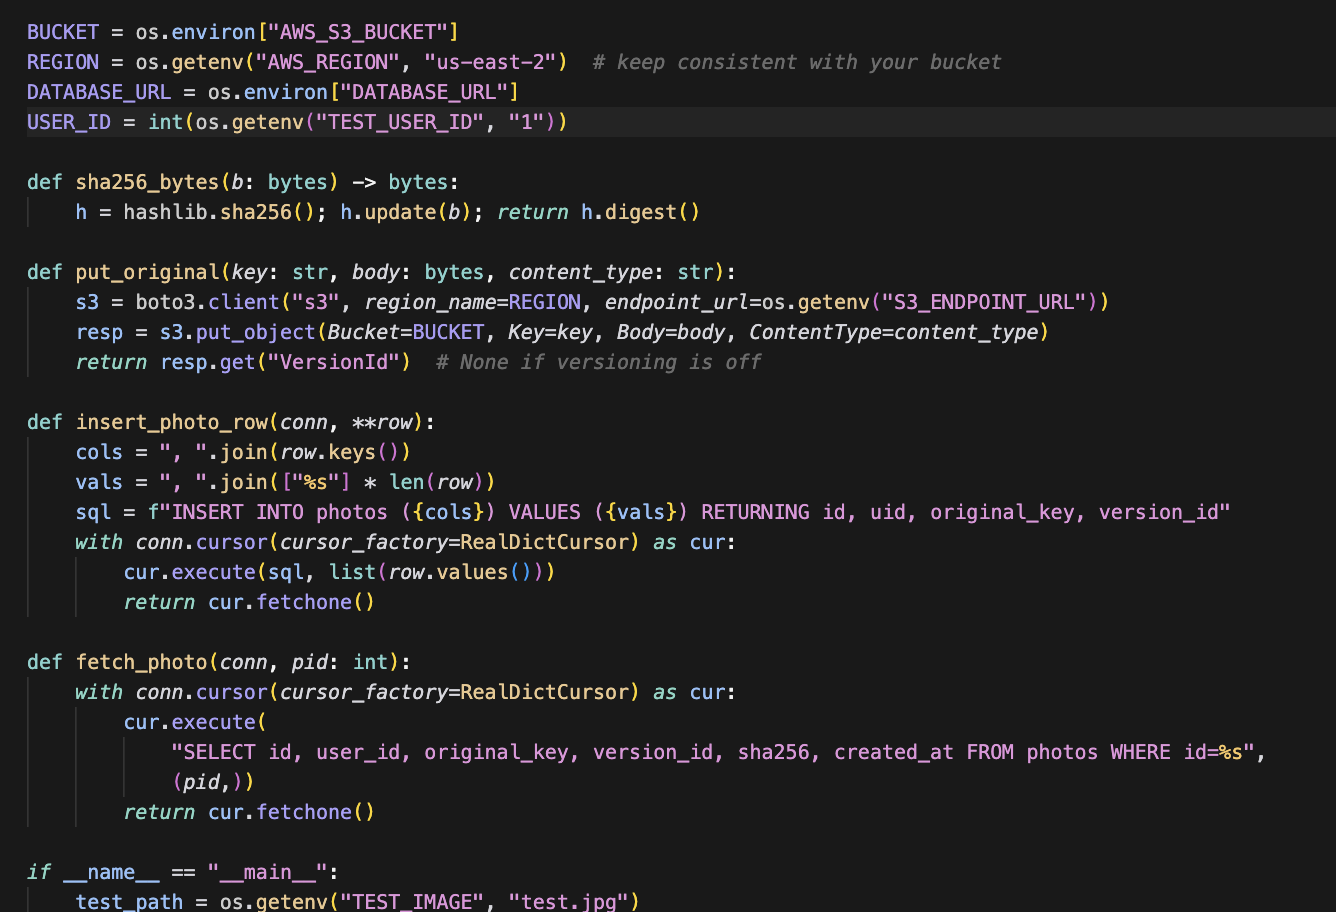 BUCKET = os.environ["AWS_S3_BUCKET"]
REGION = os.getenv("AWS_REGION", "us-east-2")  # keep consistent with your bucket
DATABASE_URL = os.environ["DATABASE_URL"]
USER_ID = int(os.getenv("TEST_USER_ID", "1"))

def sha256_bytes(b: bytes) -> bytes:
    h = hashlib.sha256(); h.update(b); return h.digest()

def put_original(key: str, body: bytes, content_type: str):
    s3 = boto3.client("s3", region_name=REGION, endpoint_url=os.getenv("S3_ENDPOINT_URL"))
    resp = s3.put_object(Bucket=BUCKET, Key=key, Body=body, ContentType=content_type)
    return resp.get("VersionId")  # None if versioning is off

def insert_photo_row(conn, **row):
    cols = ", ".join(row.keys())
    vals = ", ".join(["%s"] * len(row))
    sql = f"INSERT INTO photos ({cols}) VALUES ({vals}) RETURNING id, uid, original_key, version_id"
    with conn.cursor(cursor_factory=RealDictCursor) as cur:
        cur.execute(sql, list(row.values()))
        return cur.fetchone()

def fetch_photo(conn, pid: int):
    with conn.cursor(cursor_factory=RealDictCursor) as cur:
        cur.execute(
            "SELECT id, user_id, original_key, version_id, sha256, created_at FROM photos WHERE id=%s",
            (pid,))
        return cur.fetchone()

if __name__ == "__main__":
    test_path = os.getenv("TEST_IMAGE", "test.jpg")